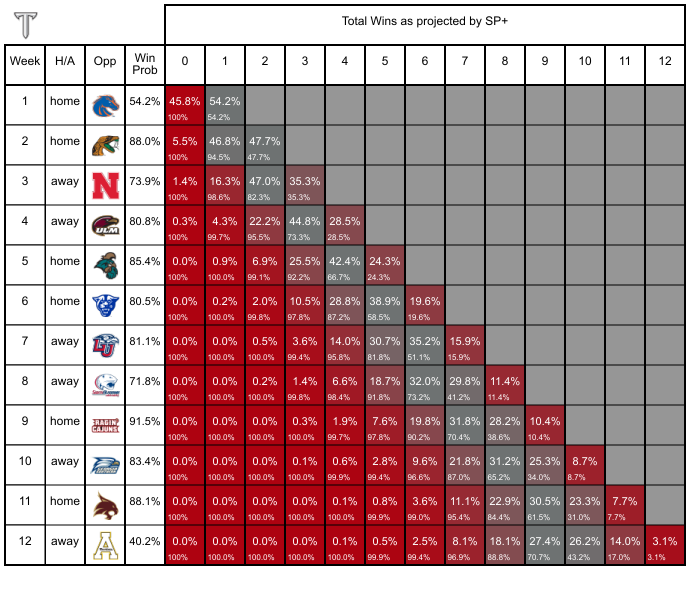 T
Total Wins as projected by SP+
Week H/A Opp Win Prob 0 1 2 3 4 5 6 7 8 9 10 11 12
1 home 54.2% 45.8% 54.2%
100% 54.2%
2 home 88.0% 5.5% 46.8% 47.7%
100% 94.5% 47.7%
3 away N 73.9% 1.4% 16.3% 47.0% 35.3%
100% 98.6% 82.3% 35.3%
4 away ULM 80.8% 0.3% 4.3% 22.2% 44.8% 28.5%
100% 99.7% 95.5% 73.3% 28.5%
5 home 85.4% 0.0% 0.9% 6.9% 25.5% 42.4% 24.3%
100% 100.0% 99.1% 92.2% 66.7% 24.3%
6 home 80.5% 0.0% 0.2% 2.0% 10.5% 28.8% 38.9% 19.6%
100% 100.0% 99.8% 97.8% 87.2% 58.5% 19.6%
7 away LU 81.1% 0.0% 0.0% 0.5% 3.6% 14.0% 30.7% 35.2% 15.9%
100% 100.0% 100.0% 99.4% 95.8% 81.8% 51.1% 15.9%
8 away 71.8% 0.0% 0.0% 0.2% 1.4% 6.6% 18.7% 32.0% 29.8% 11.4%
100% 100.0% 100.0% 99.8% 98.4% 91.8% 73.2% 41.2% 11.4%
9 home RAGIN CAJUNS 91.5% 0.0% 0.0% 0.0% 0.3% 1.9% 7.6% 19.8% 31.8% 28.2% 10.4%
100% 100.0% 100.0% 100.0% 99.7% 97.8% 90.2% 70.4% 38.6% 10.4%
10 away 83.4% 0.0% 0.0% 0.0% 0.1% 0.6% 2.8% 9.6% 21.8% 31.2% 25.3% 8.7%
100% 100.0% 100.0% 100.0% 99.9% 99.4% 96.6% 87.0% 65.2% 34.0% 8.7%
11 home 88.1% 0.0% 0.0% 0.0% 0.0% 0.1% 0.8% 3.6% 11.1% 22.9% 30.5% 23.3% 7.7%
100% 100.0% 100.0% 100.0% 100.0% 99.9% 99.0% 95.4% 84.4% 61.5% 31.0% 7.7%
12 away A 40.2% 0.0% 0.0% 0.0% 0.0% 0.1% 0.5% 2.5% 8.1% 18.1% 27.4% 26.2% 14.0% 3.1%
100% 100.0% 100.0% 100.0% 100.0% 99.9% 99.4% 96.9% 88.8% 70.7% 43.2% 17.0% 3.1%